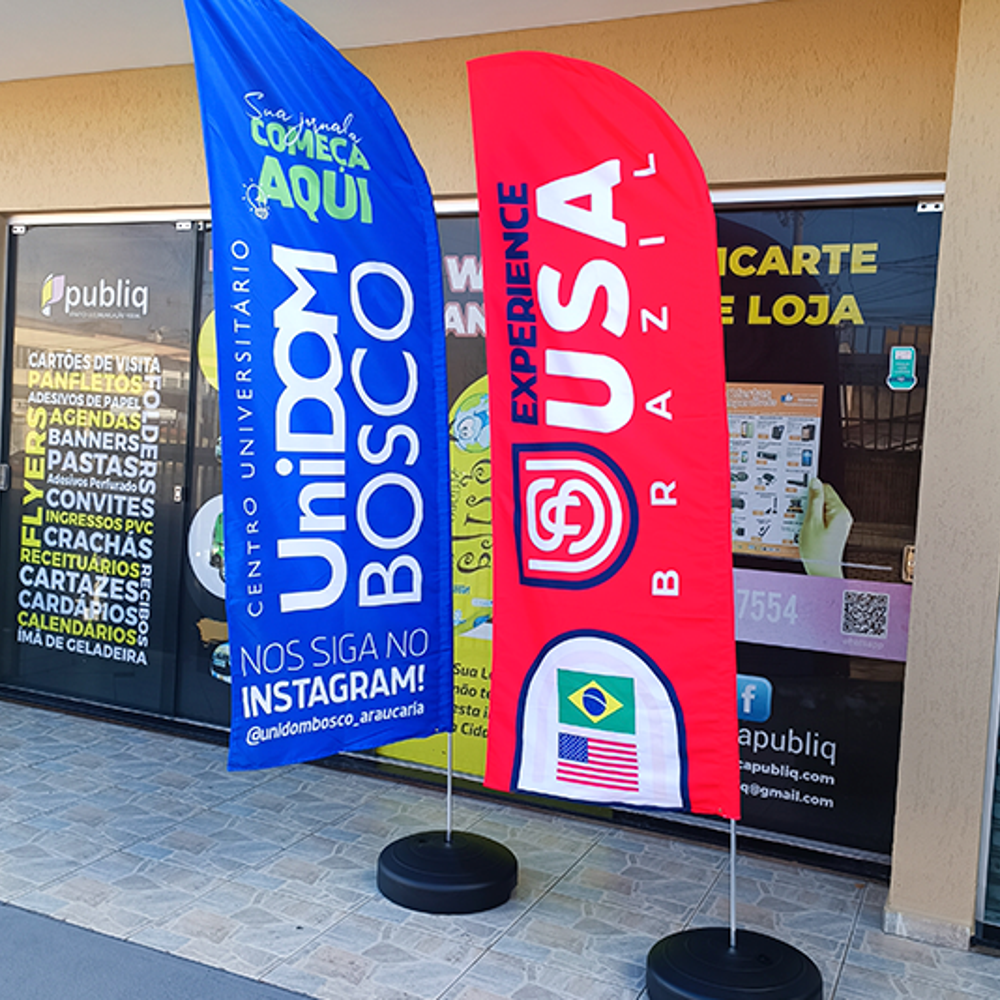 publiq
CARTÕES DE VISITA
PANFLETOS
ADESIVOS DE PAPEL
AGENDAS
BANNERS
PASTAS
Adesivos Perfurado
CONVITES
INGRESSOS PVC
CRACHÁS
RECEITUÁRIOS
CARTAZES
CARDÁPIOS
CALENDÁRIOS
IMÃ DE GELADEIRA
FLYERS
FOLDERES
RECIBOS
Sua jornada
COMEÇA
AQUI
CENTRO UNIVERSITÁRIO
UniDOM
BOSCO
NOS SIGA NO
INSTAGRAM!
@unidombosco_araucaria
EXPERIENCE
USA
BRAZIL
ICARTE
E LOJA
7554
f
apubliq
capubliq.com
q@gmail.com